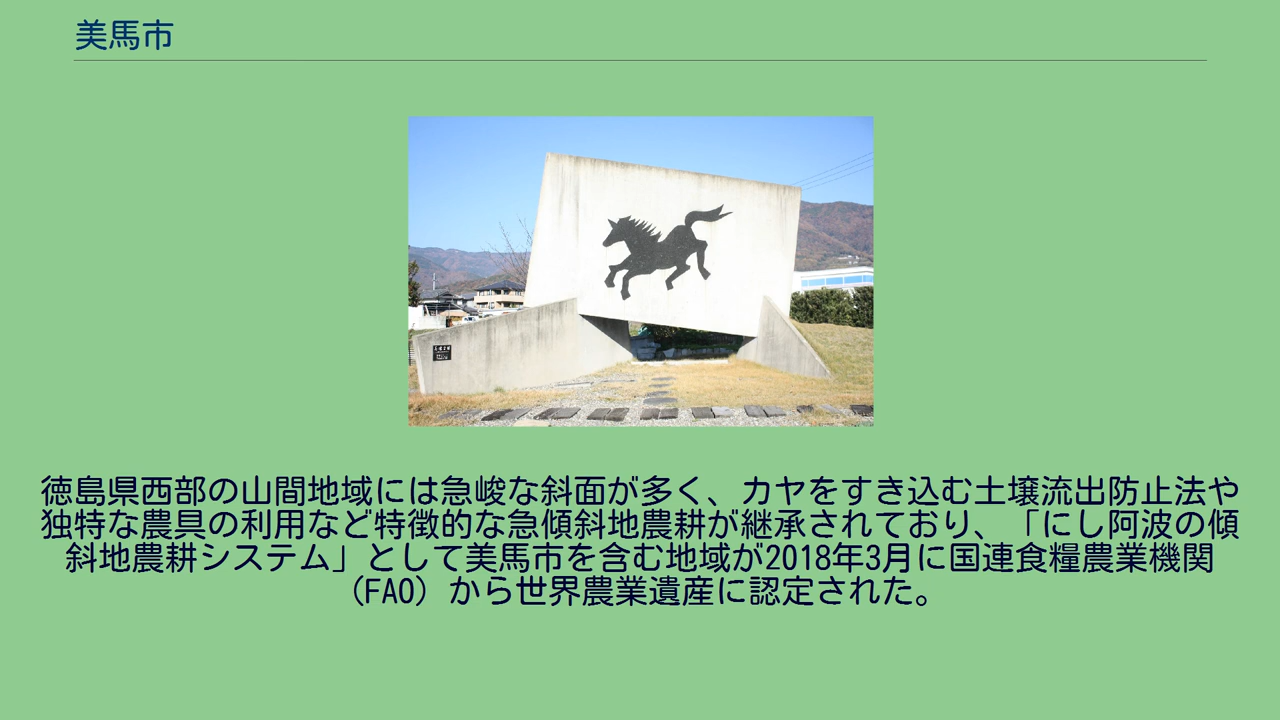 美馬市
徳島県西部の山間地域には急峻な斜面が多く、カヤをすき込む土壌流出防止法や
独特な農具の利用など特徴的な急傾斜地農耕が継承されており、「にし阿波の傾
斜地農耕システム」として美馬市を含む地域が2018年3月に国連食糧農業機関
（FAO）から世界農業遺産に認定された。